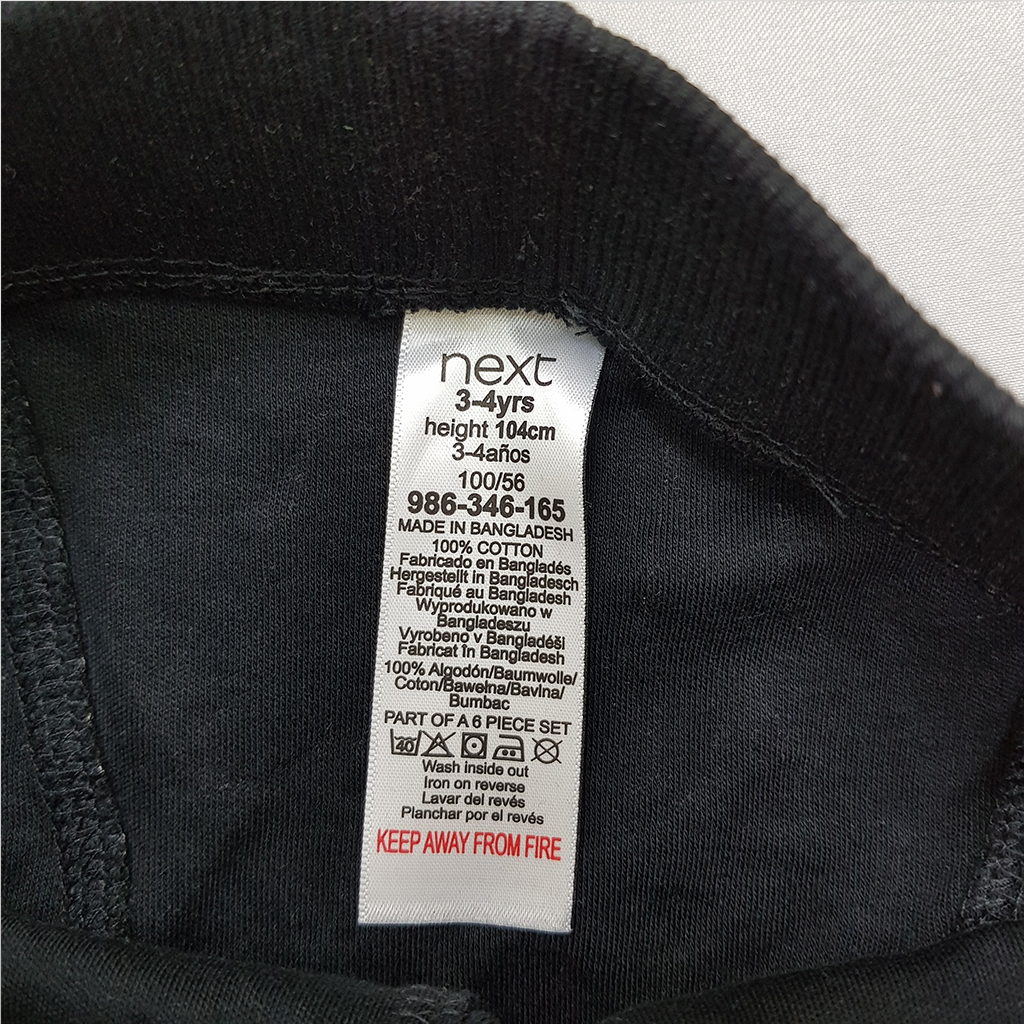 next
3-4yrs
height 104cm
3-4años
100/56
986-346-165
MADE IN BANGLADESH
100% COTTON
Fabricado en Bangladés
Hergestellt in Bangladesch
Fabriqué au Bangladesh
Wyprodukowano w
Bangladeszu
Vyrobeno v Bangladéši
Fabricat în Bangladesh
100% Algodón/Baumwolle/
Coton/Bawełna/Bavlna/
Bumbac
PART OF A 6 PIECE SET
40
Wash inside out
Iron on reverse
Lavar del revés
Planchar por el revés
KEEP AWAY FROM FIRE